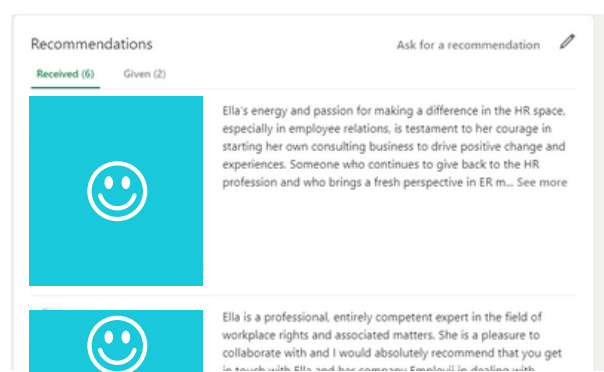 Recommendations
Ask for a recommendation
Received (6)
Given (2)
Ella's energy and passion for making a difference in the HR space,
especially in employee relations, is testament to her courage in
starting her own consulting business to drive positive change and
experiences. Someone who continues to give back to the HR
profession and who brings a fresh perspective in ER m... See more
Ella is a professional, entirely competent expert in the field of
workplace rights and associated matters. She is a pleasure to
collaborate with and I would absolutely recommend that you get
in touch with Ella and her company Employii in dealing with